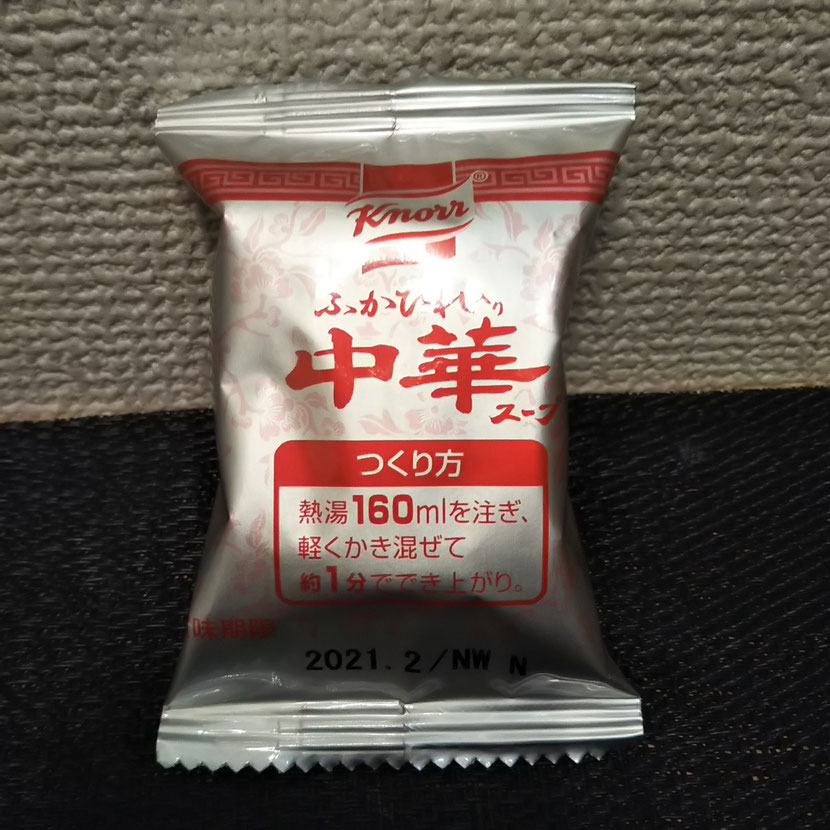 Knorr®
ふかひれ入り
中華
スープ
つくり方
熱湯160mlを注ぎ、
軽くかき混ぜて
約1分ででき上がり。
味期限
2021.2/NW N